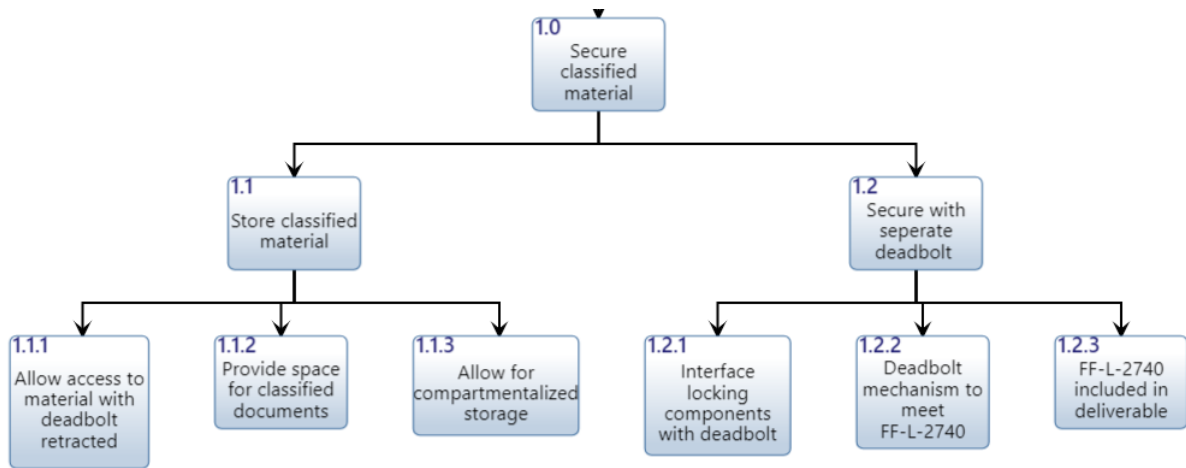 1.0
Secure
classified
material
1.1
Store classified
material
1.2
Secure with
seperate
deadbolt
1.1.1
Allow access to
material with
deadbolt
retracted
1.1.2
Provide space for
classified
documents
1.1.3
Allow for
compartmentalized
storage
1.2.1
Interface
locking
components
with deadbolt
1.2.2
Deadbolt
mechanism to
meet
FF-L-2740
1.2.3
FF-L-2740
included in
deliverable